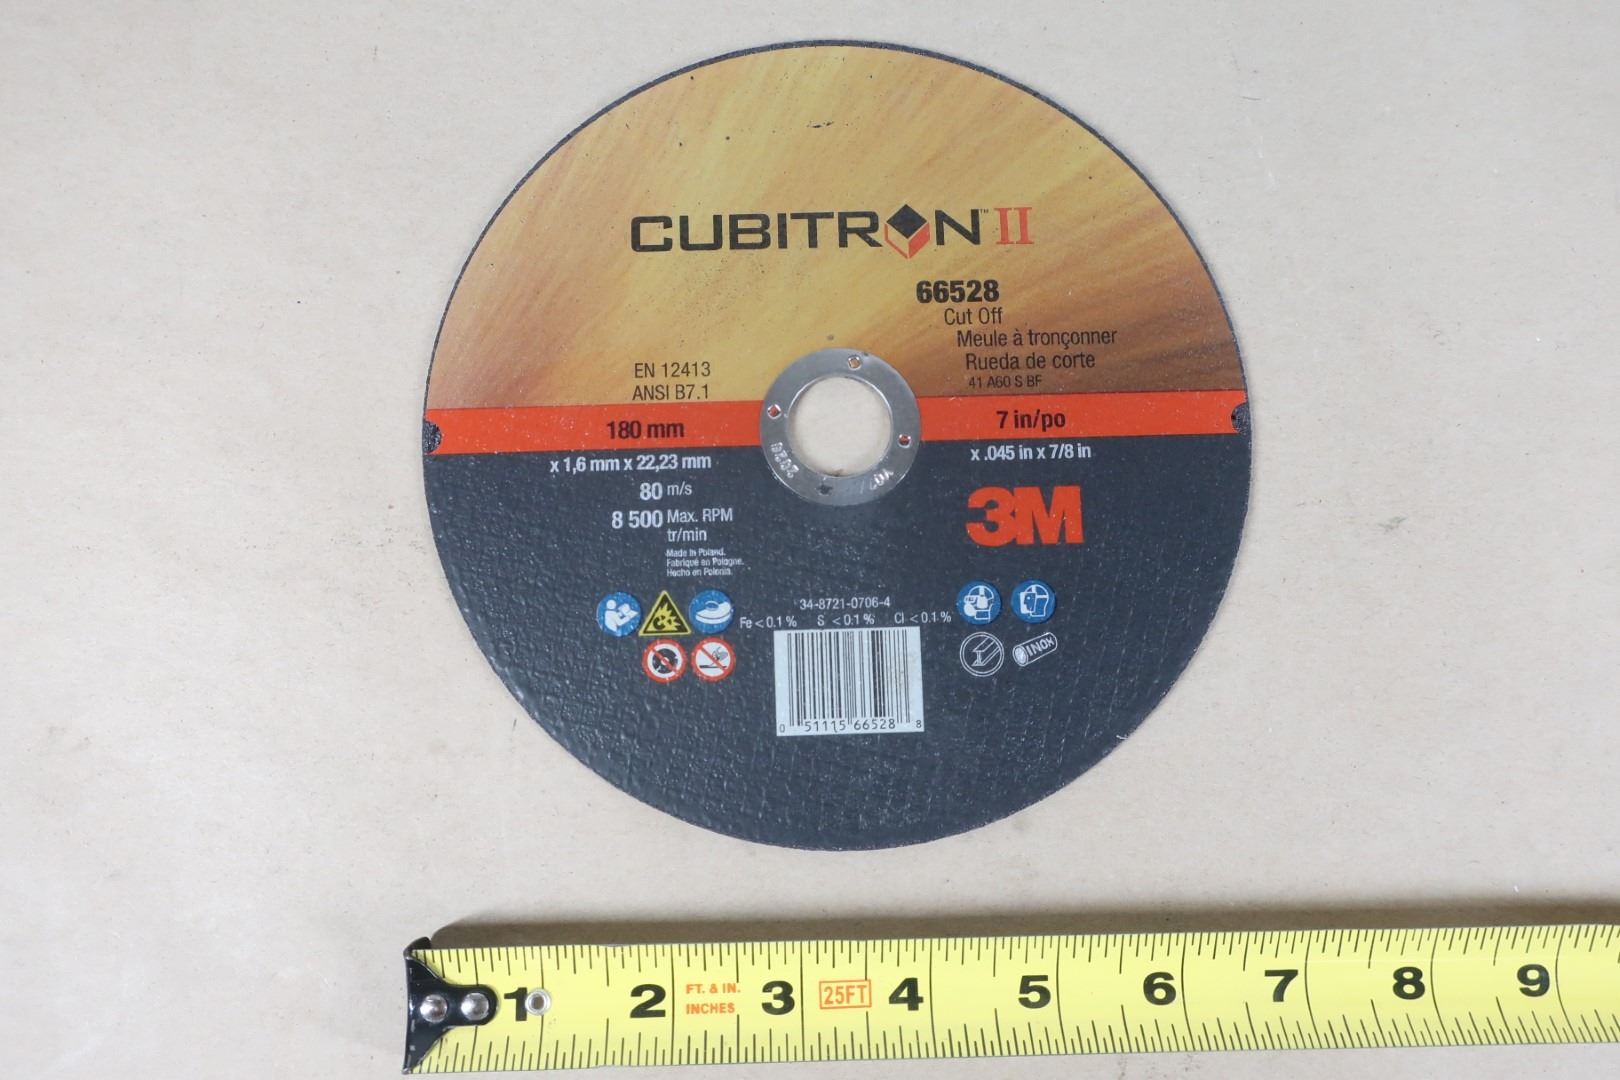 CUBITRON™ II
66528
Cut Off
Meule à tronçonner
Rueda de corte
41 A60 S BF
EN 12413
ANSI B7.1
180 mm
x 1,6 mm x 22,23 mm
80 m/s
8 500 Max. RPM
tr/min
Made in Poland.
Fabriqué en Pologne.
Hecho en Polonia.
7 in/po
x .045 in x 7/8 in
3M
34-8721-0706-4
Fe < 0.1 % S < 0.1 % Cl < 0.1 %
INOX
0 51115 66528 8
1 2 FT. & IN. 3 25FT 4 5 6 7 8 9
INCHES